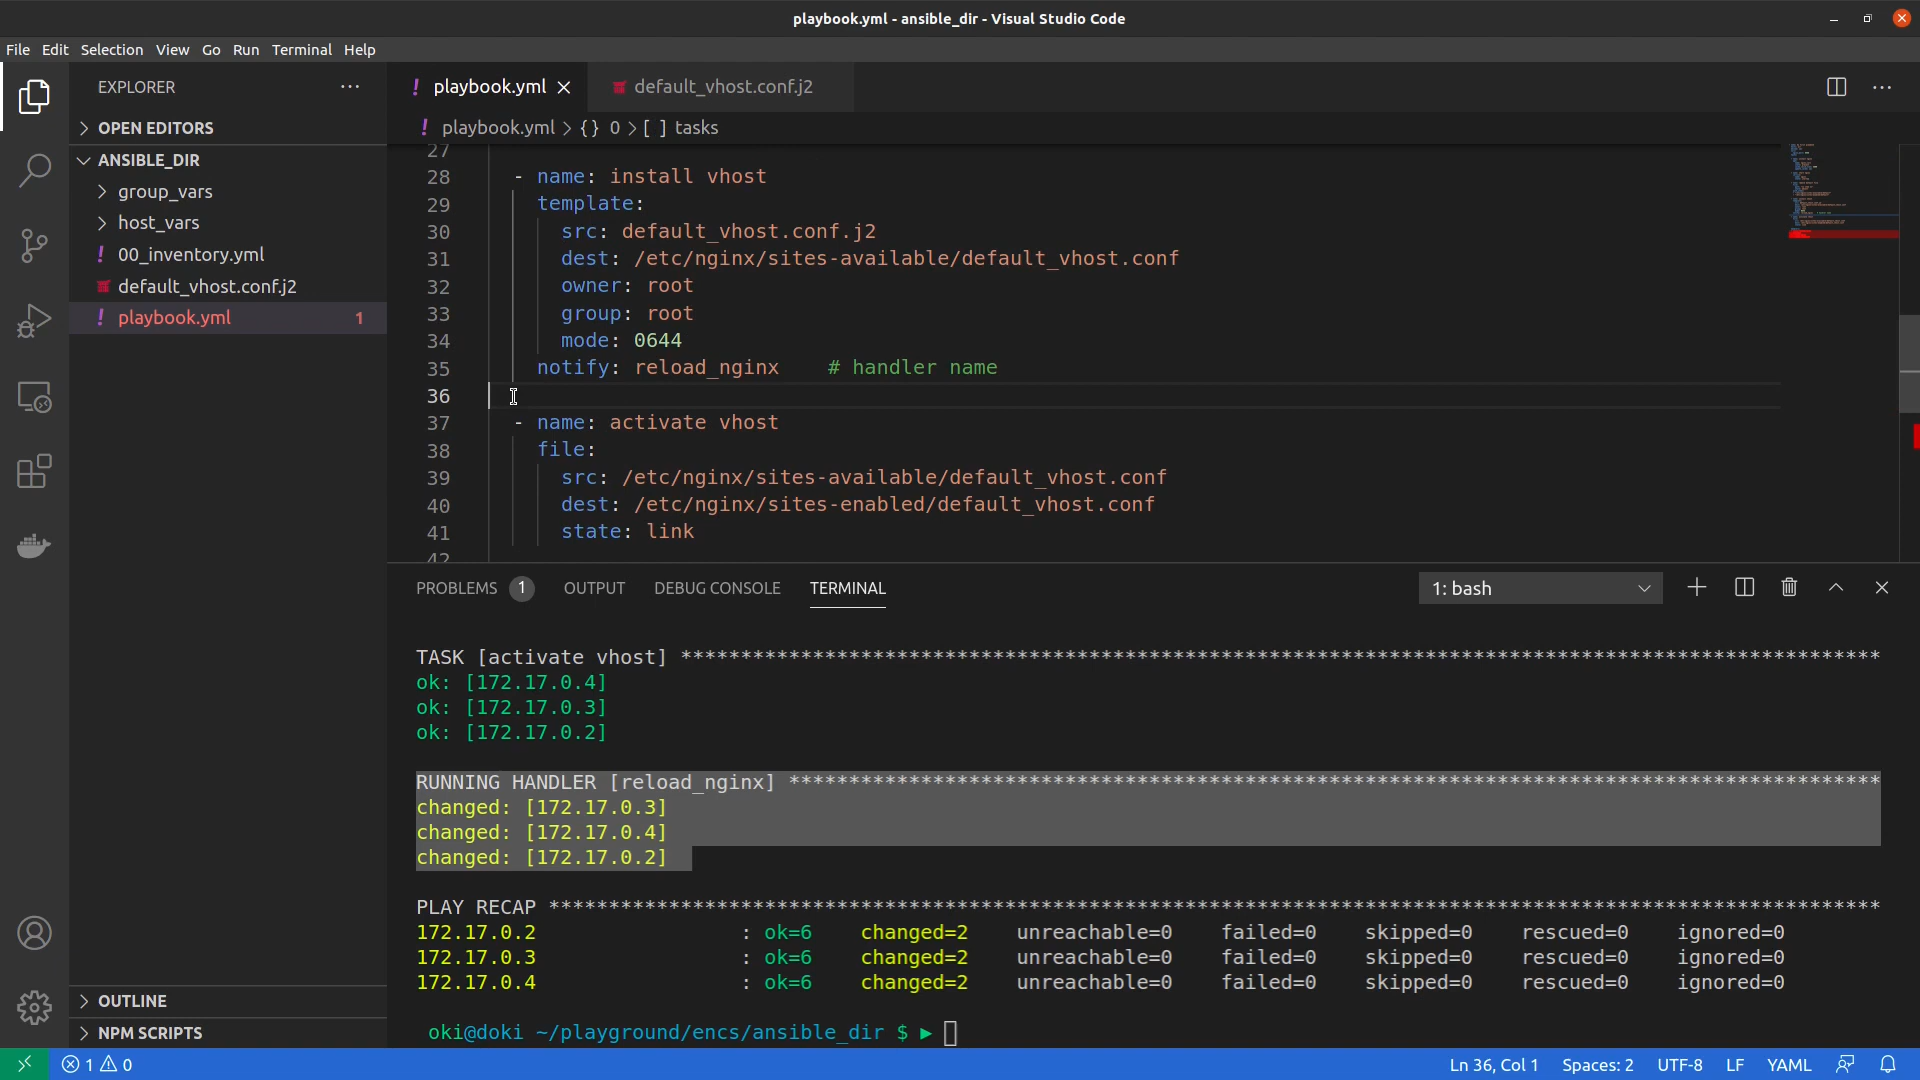 playbook.yml - ansible_dir - Visual Studio Code
File Edit Selection View Go Run Terminal Help
EXPLORER
OPEN EDITORS
ANSIBLE_DIR
group_vars
host_vars
! 00_inventory.yml
default_vhost.conf.j2
! playbook.yml 1
OUTLINE
NPM SCRIPTS
! playbook.yml
default_vhost.conf.j2
! playbook.yml > {} 0 > [ ] tasks
27
28 - name: install vhost
29 template:
30 src: default_vhost.conf.j2
31 dest: /etc/nginx/sites-available/default_vhost.conf
32 owner: root
33 group: root
34 mode: 0644
35 notify: reload_nginx # handler name
36
37 - name: activate vhost
38 file:
39 src: /etc/nginx/sites-available/default_vhost.conf
40 dest: /etc/nginx/sites-enabled/default_vhost.conf
41 state: link
42
PROBLEMS 1 OUTPUT DEBUG CONSOLE TERMINAL 1: bash
TASK [activate vhost] ****************************************************************************************************
ok: [172.17.0.4]
ok: [172.17.0.3]
ok: [172.17.0.2]
RUNNING HANDLER [reload_nginx] *******************************************************************************************
changed: [172.17.0.3]
changed: [172.17.0.4]
changed: [172.17.0.2]
PLAY RECAP ***************************************************************************************************************
172.17.0.2 : ok=6 changed=2 unreachable=0 failed=0 skipped=0 rescued=0 ignored=0
172.17.0.3 : ok=6 changed=2 unreachable=0 failed=0 skipped=0 rescued=0 ignored=0
172.17.0.4 : ok=6 changed=2 unreachable=0 failed=0 skipped=0 rescued=0 ignored=0
oki@doki ~/playground/encs/ansible_dir $ ▶
1 0 Ln 36, Col 1 Spaces: 2 UTF-8 LF YAML